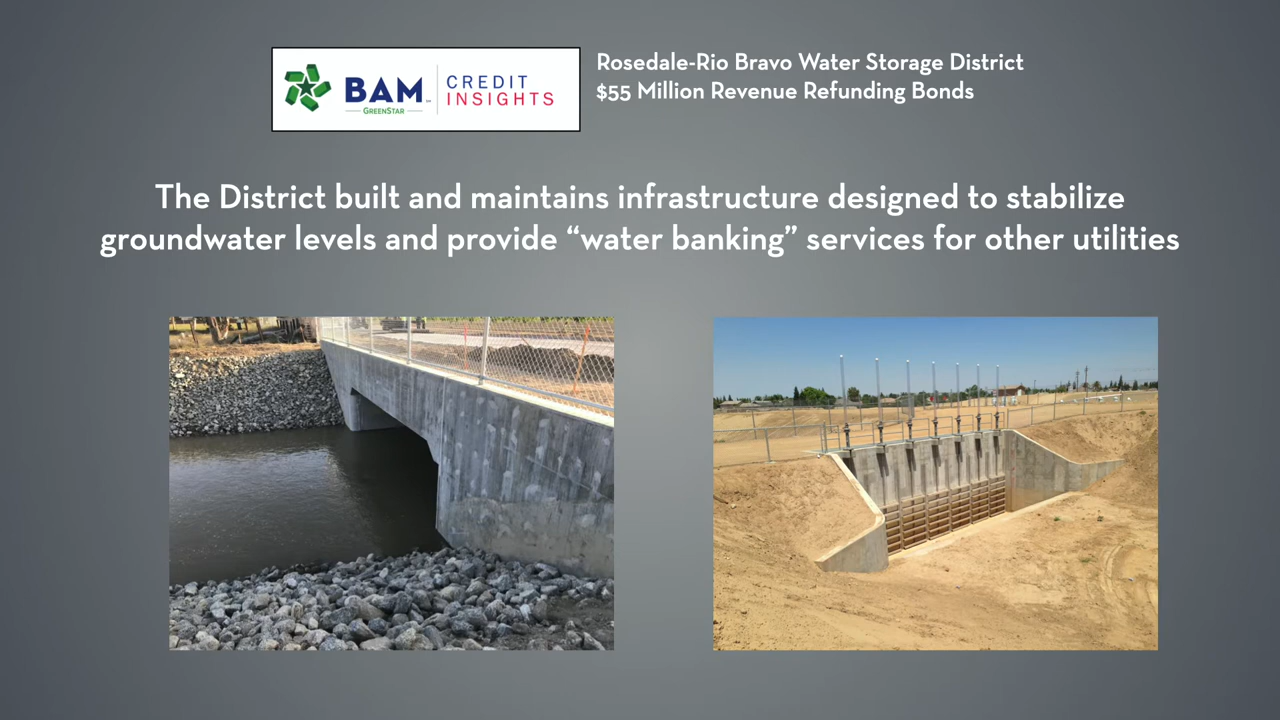 BAM
GREENSTAR
CREDIT
INSIGHTS
Rosedale-Rio Bravo Water Storage District
$55 Million Revenue Refunding Bonds
The District built and maintains infrastructure designed to stabilize
groundwater levels and provide “water banking” services for other utilities